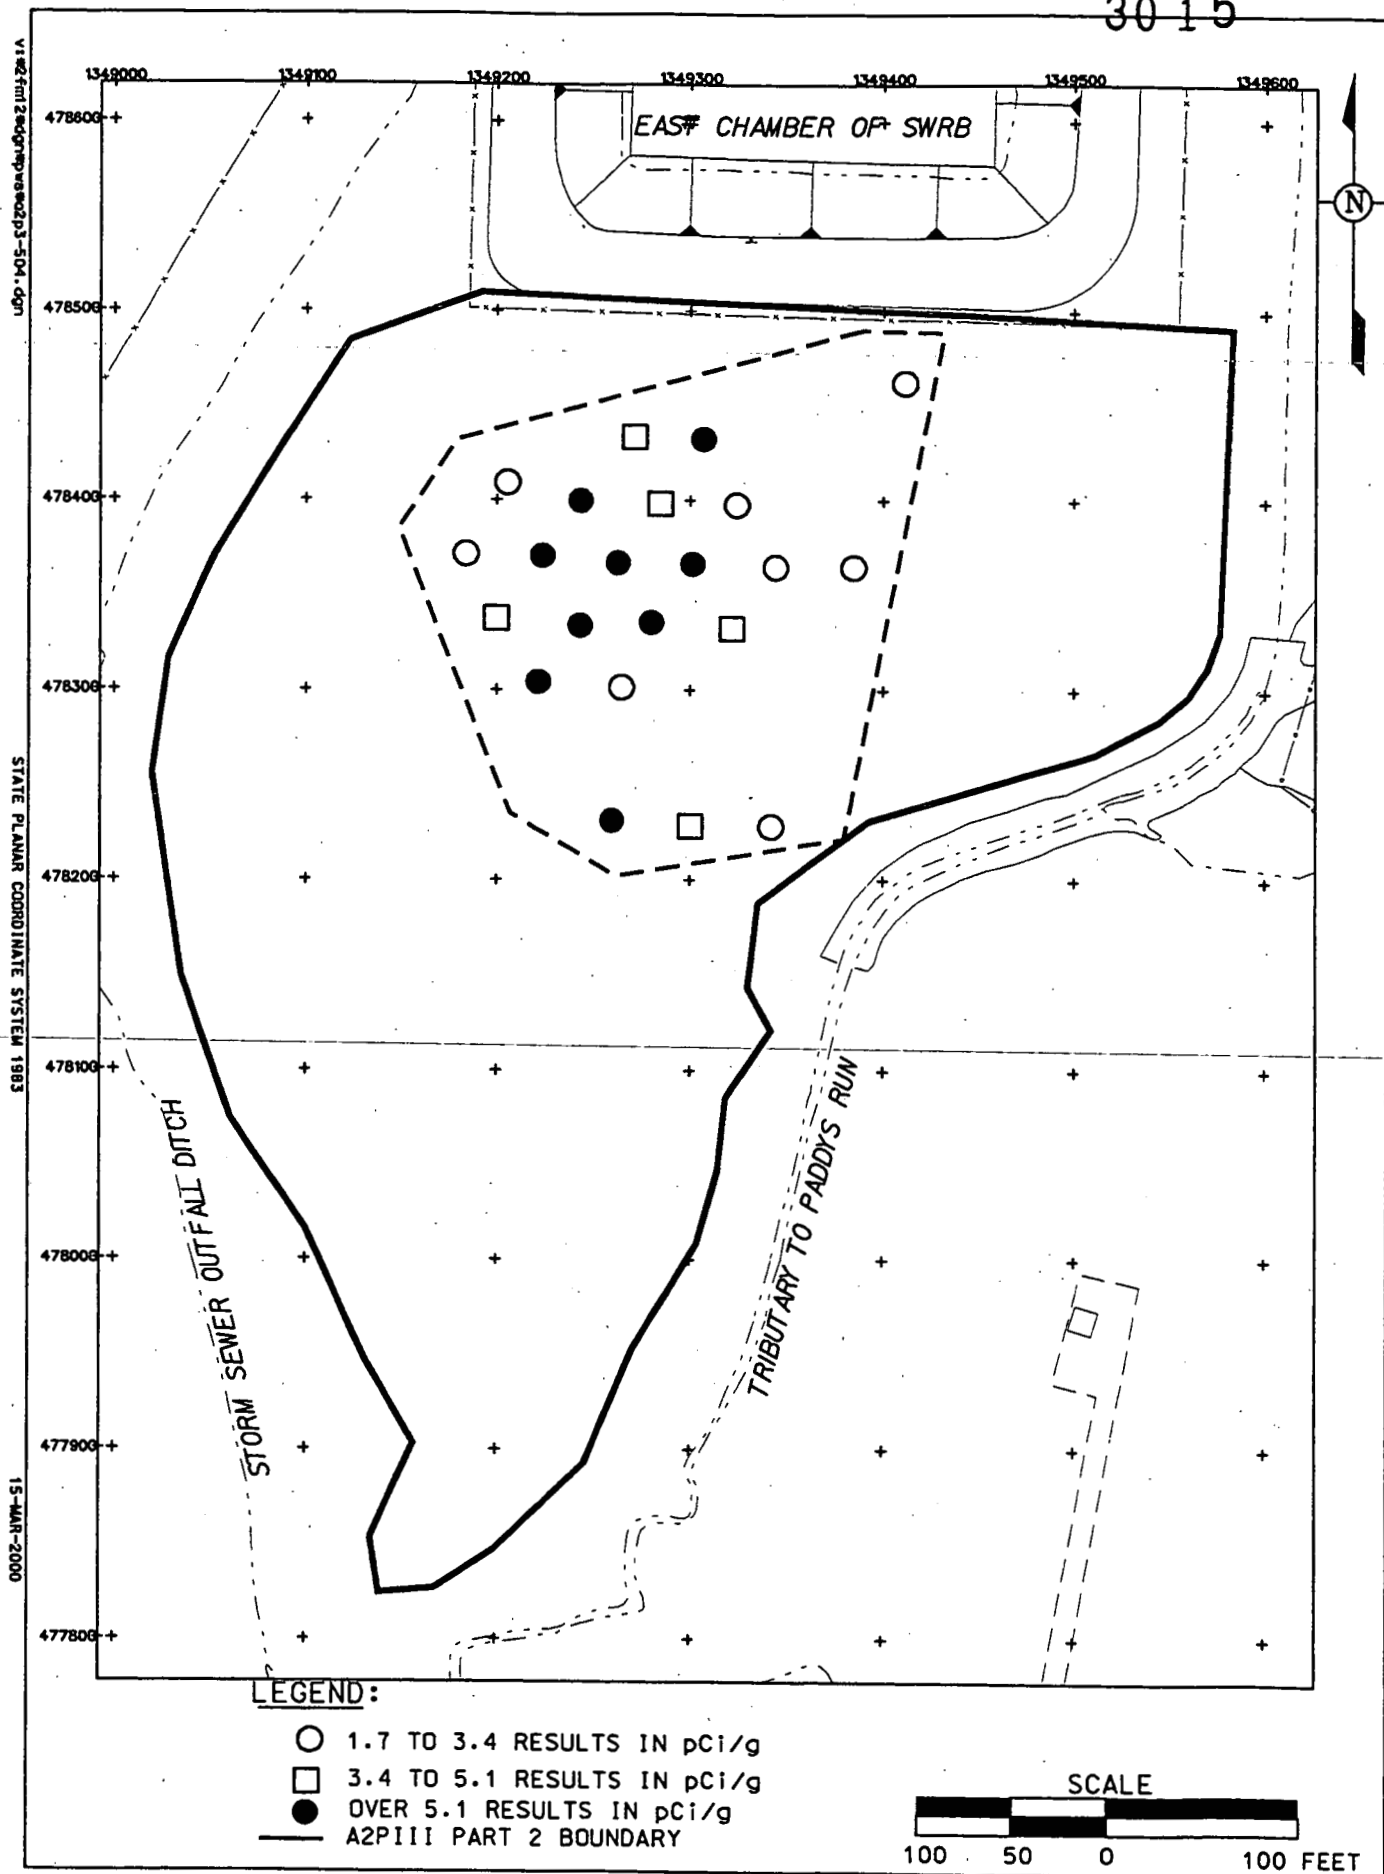 3015
1349000 1349100 1349200 1349300 1349400 1349500 1349600
478600
EAST CHAMBER OF SWRB
N
478500
478400
478300
478200
478100
478000
477900
477800
STORM SEWER OUTFALL DITCH
TRIBUTARY TO PADDYS RUN
STATE PLANAR COORDINATE SYSTEM 1983
15-MAR-2000
LEGEND:
1.7 TO 3.4 RESULTS IN pCi/g
3.4 TO 5.1 RESULTS IN pCi/g
OVER 5.1 RESULTS IN pCi/g
A2PIII PART 2 BOUNDARY
SCALE
100 50 0 100 FEET